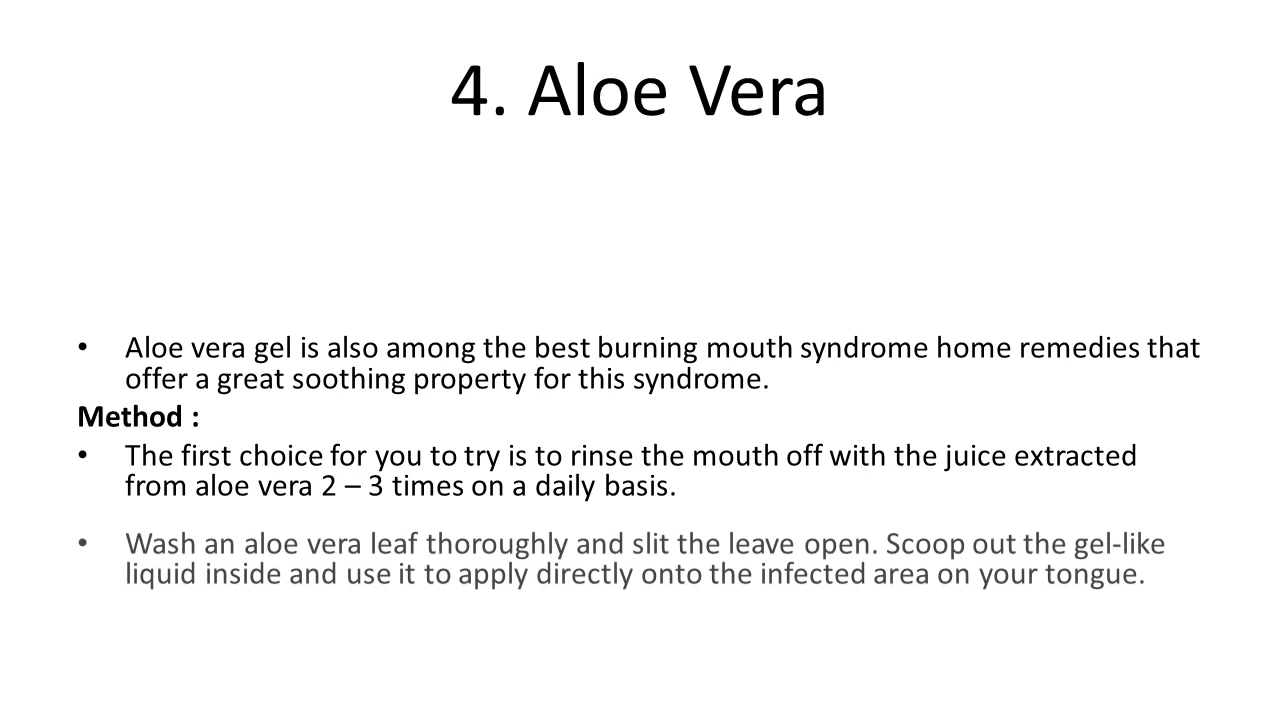 4. Aloe Vera
• Aloe vera gel is also among the best burning mouth syndrome home remedies that
offer a great soothing property for this syndrome.
Method :
• The first choice for you to try is to rinse the mouth off with the juice extracted
from aloe vera 2 – 3 times on a daily basis.
• Wash an aloe vera leaf thoroughly and slit the leave open. Scoop out the gel-like
liquid inside and use it to apply directly onto the infected area on your tongue.